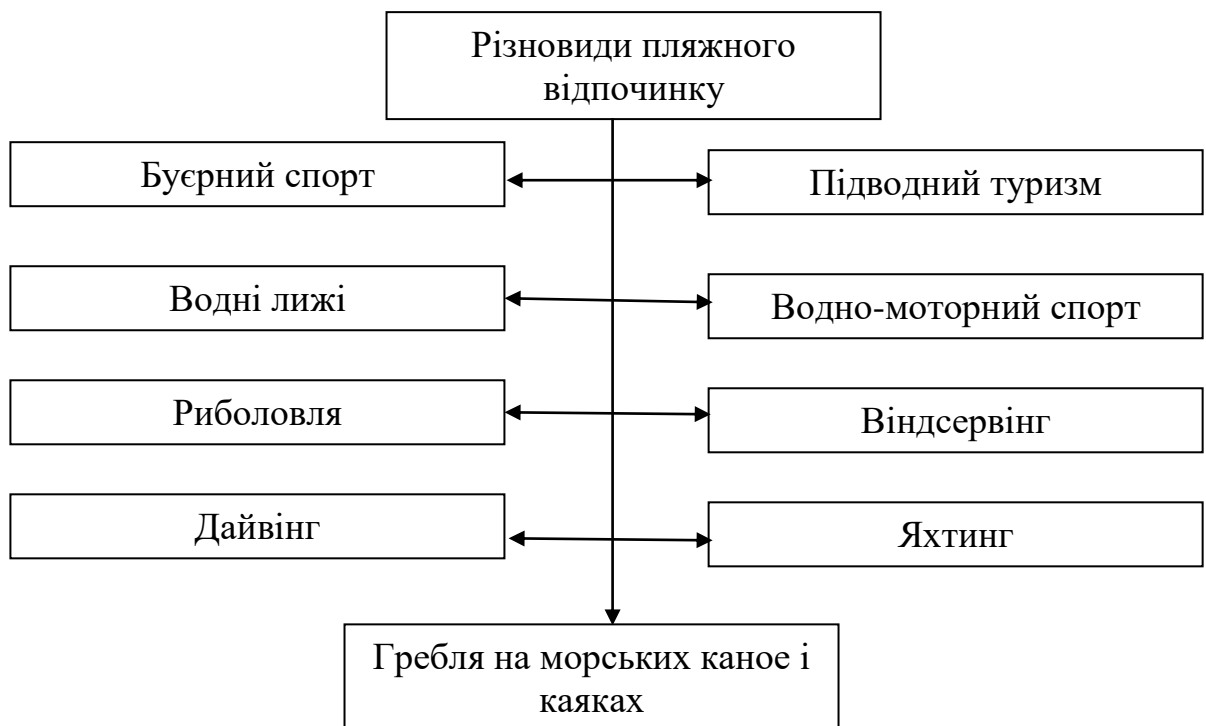 Різновиди пляжного
відпочинку
Буєрний спорт
Підводний туризм
Водні лижі
Водно-моторний спорт
Риболовля
Віндсервінг
Дайвінг
Яхтинг
Гребля на морських каное і
каяках